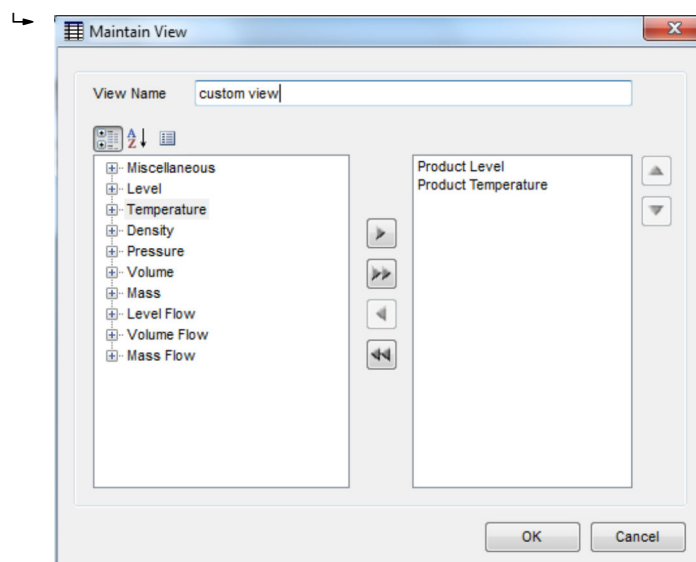 Maintain View
View Name custom view
Miscellaneous
Level
Temperature
Density
Pressure
Volume
Mass
Level Flow
Volume Flow
Mass Flow
Product Level
Product Temperature
OK Cancel